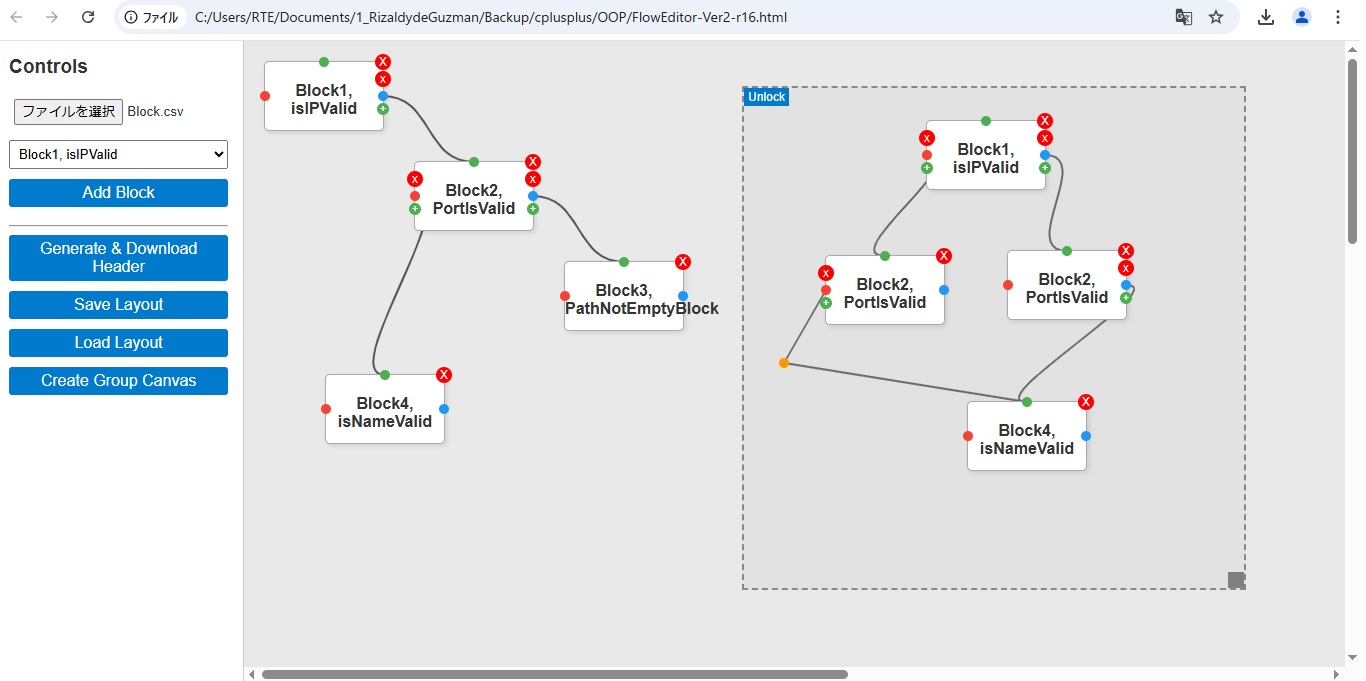 ファイル
C:/Users/RTE/Documents/1_RizaldydeGuzman/Backup/cplusplus/OOP/FlowEditor-Ver2-r16.html
Controls
ファイルを選択 Block.csv
Block1, isIPValid
Add Block
Generate & Download
Header
Save Layout
Load Layout
Create Group Canvas
X
x
Block1,
isIPValid
+
X
x
x
Block2,
PortIsValid
+
+
X
Block3,
PathNotEmptyBlock
X
Block4,
isNameValid
Unlock
X
x
x
Block1,
isIPValid
+
+
X
x
Block2,
PortIsValid
+
X
x
Block2,
PortIsValid
+
X
Block4,
isNameValid